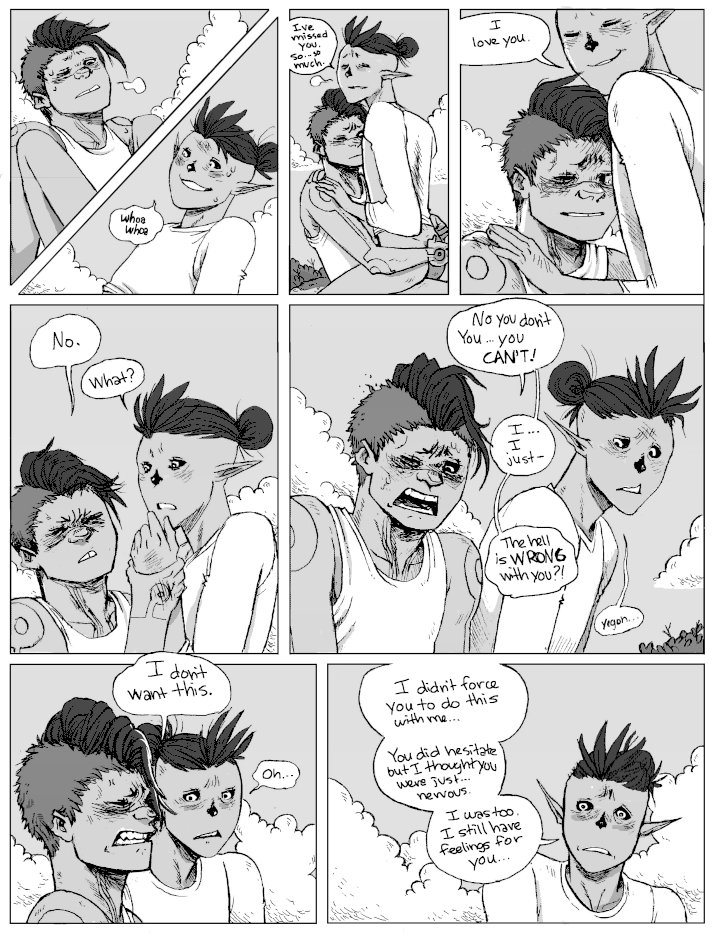 whoa
whoa
I've
missed
you.
so...so
much.
I
love you.
No.
What?
No you don't
You... you
CAN'T!
I...
I
just-
The hell
is WRONG
with you?!
Yegon...
I don't
want this.
Oh...
I didn't force
you to do this
with me...
You did hesitate
but I thought you
were just...
nervous.
I was too.
I still have
feelings for
you...